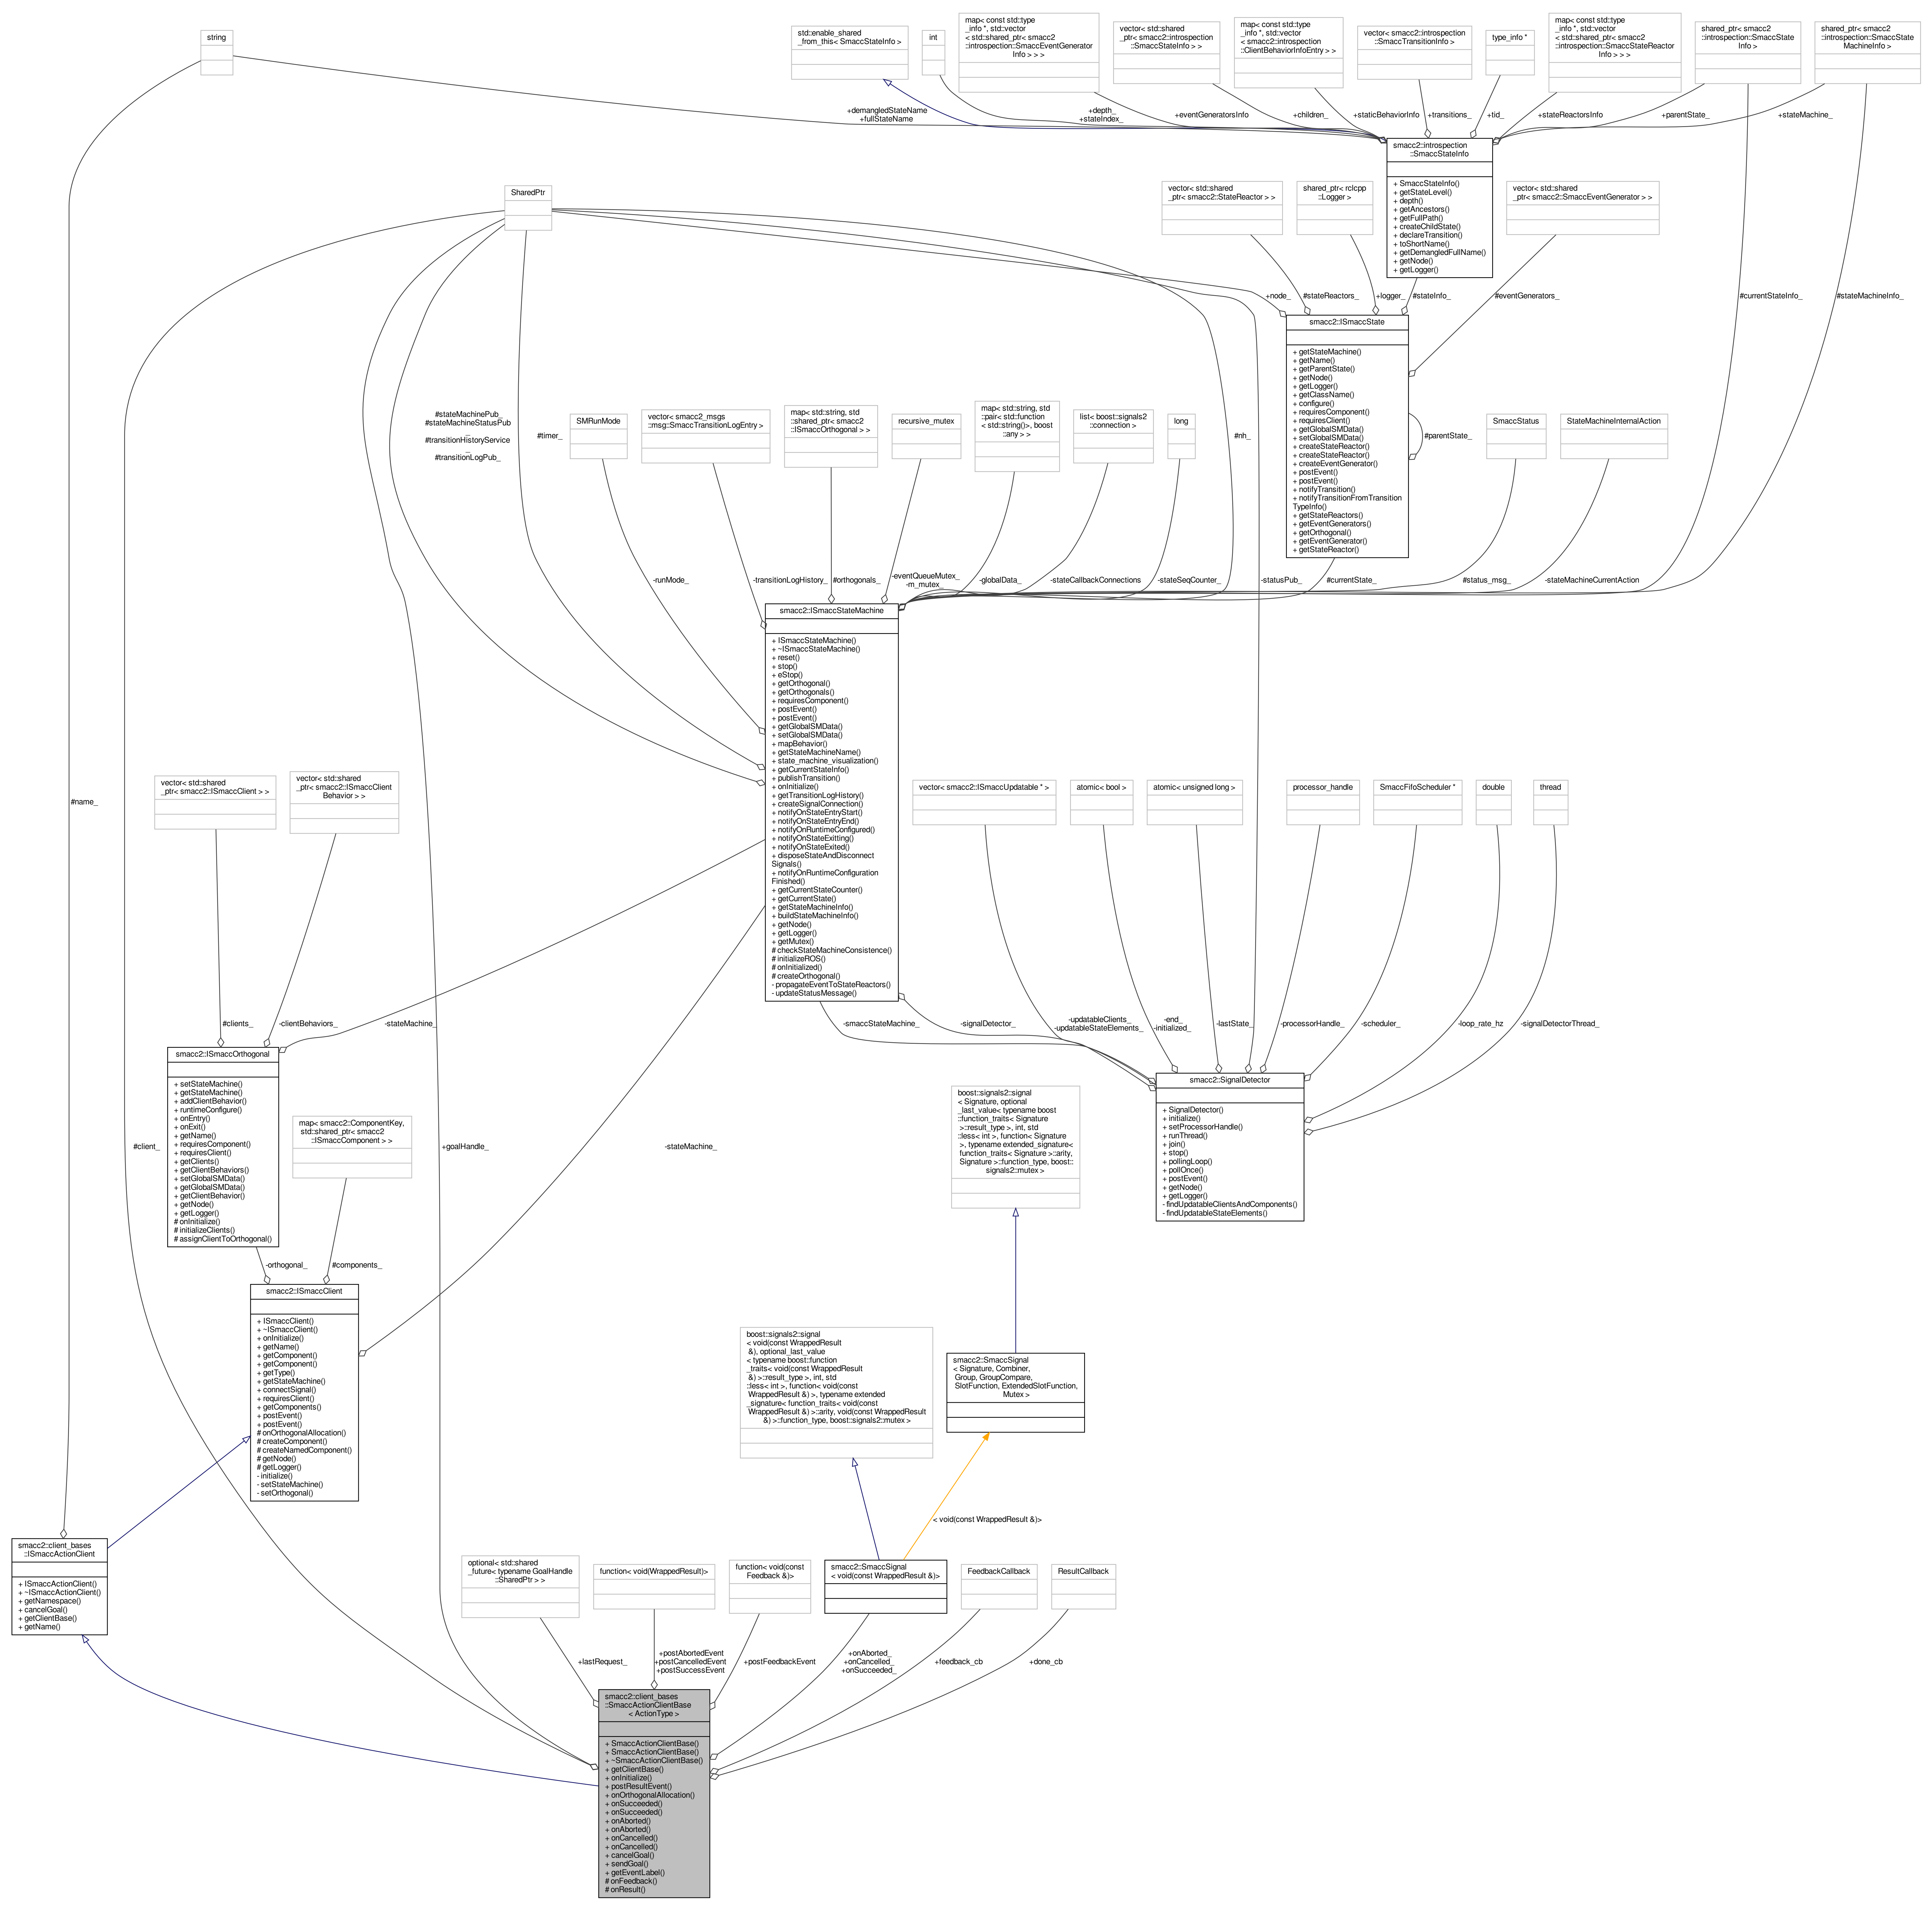 string
std::enable_shared
_from_this< SmaccStateInfo >
int
map< const std::type
_info *, std::vector
< std::shared_ptr< smacc2
::introspection::SmaccEventGenerator
Info > > >
vector< std::shared
_ptr< smacc2::introspection
::SmaccStateInfo > >
map< const std::type
_info *, std::vector
< smacc2::introspection
::ClientBehaviorInfoEntry > >
vector< smacc2::introspection
::SmaccTransitionInfo >
type_info *
map< const std::type
_info *, std::vector
< std::shared_ptr< smacc2
::introspection::SmaccStateReactor
Info > > >
shared_ptr< smacc2
::introspection::SmaccState
Info >
shared_ptr< smacc2
::introspection::SmaccState
MachineInfo >
+demangledStateName
+fullStateName
+depth_
+stateIndex_
+eventGeneratorsInfo
+children_
+staticBehaviorInfo
+transitions_
+tid_
+stateReactorsInfo
+parentState_
+stateMachine_
smacc2::introspection
::SmaccStateInfo
+ SmaccStateInfo()
+ getStateLevel()
+ depth()
+ getAncestors()
+ getFullPath()
+ createChildState()
+ declareTransition()
+ toShortName()
+ getDemangledFullName()
+ getNode()
+ getLogger()
SharedPtr
vector< std::shared
_ptr< smacc2::StateReactor > >
shared_ptr< rclcpp
::Logger >
vector< std::shared
_ptr< smacc2::SmaccEventGenerator > >
+node_
#stateReactors_
+logger_
#stateInfo_
#eventGenerators_
#currentStateInfo_
#stateMachineInfo_
smacc2::ISmaccState
+ getStateMachine()
+ getName()
+ getParentState()
+ getNode()
+ getLogger()
+ getClassName()
+ configure()
+ requiresComponent()
+ requiresClient()
+ getGlobalSMData()
+ setGlobalSMData()
+ createStateReactor()
+ createStateReactor()
+ createEventGenerator()
+ postEvent()
+ postEvent()
+ notifyTransition()
+ notifyTransitionFromTransition
TypeInfo()
+ getStateReactors()
+ getEventGenerators()
+ getOrthogonal()
+ getEventGenerator()
+ getStateReactor()
#parentState_
#stateMachinePub_
#stateMachineStatusPub
_
#transitionHistoryService
_
#transitionLogPub_
#timer_
SMRunMode
vector< smacc2_msgs
::msg::SmaccTransitionLogEntry >
map< std::string, std
::shared_ptr< smacc2
::ISmaccOrthogonal > >
recursive_mutex
map< std::string, std
::pair< std::function
< std::string()>, boost
::any > >
list< boost::signals2
::connection >
long
#nh_
SmaccStatus
StateMachineInternalAction
-runMode_
-transitionLogHistory_
#orthogonals_
-eventQueueMutex_
-m_mutex_
-globalData_
-stateCallbackConnections
-stateSeqCounter_
-statusPub_
#currentState_
#status_msg_
-stateMachineCurrentAction
smacc2::ISmaccStateMachine
+ ISmaccStateMachine()
+ ~ISmaccStateMachine()
+ reset()
+ stop()
+ eStop()
+ getOrthogonal()
+ getOrthogonals()
+ requiresComponent()
+ postEvent()
+ postEvent()
+ getGlobalSMData()
+ setGlobalSMData()
+ mapBehavior()
+ getStateMachineName()
+ state_machine_visualization()
+ getCurrentStateInfo()
+ publishTransition()
+ onInitialize()
+ getTransitionLogHistory()
+ createSignalConnection()
+ notifyOnStateEntryStart()
+ notifyOnStateEntryEnd()
+ notifyOnRuntimeConfigured()
+ notifyOnStateExitting()
+ notifyOnStateExited()
+ disposeStateAndDisconnect
Signals()
+ notifyOnRuntimeConfiguration
Finished()
+ getCurrentStateCounter()
+ getCurrentState()
+ getStateMachineInfo()
+ buildStateMachineInfo()
+ getNode()
+ getLogger()
+ getMutex()
# checkStateMachineConsistence()
# initializeROS()
# onInitialized()
# createOrthogonal()
- propagateEventToStateReactors()
- updateStatusMessage()
#name_
vector< std::shared
_ptr< smacc2::ISmaccClient > >
vector< std::shared
_ptr< smacc2::ISmaccClient
Behavior > >
vector< smacc2::ISmaccUpdatable * >
atomic< bool >
atomic< unsigned long >
processor_handle
SmaccFifoScheduler *
double
thread
#clients_
-clientBehaviors_
-stateMachine_
-smaccStateMachine_
-signalDetector_
-updatableClients_
-updatableStateElements_
-end_
-initialized_
-lastState_
-processorHandle_
-scheduler_
-loop_rate_hz
-signalDetectorThread_
smacc2::ISmaccOrthogonal
+ setStateMachine()
+ getStateMachine()
+ addClientBehavior()
+ runtimeConfigure()
+ onEntry()
+ onExit()
+ getName()
+ requiresComponent()
+ requiresClient()
+ getClients()
+ getClientBehaviors()
+ setGlobalSMData()
+ getGlobalSMData()
+ getClientBehavior()
+ getNode()
+ getLogger()
# onInitialize()
# initializeClients()
# assignClientToOrthogonal()
smacc2::SignalDetector
+ SignalDetector()
+ initialize()
+ setProcessorHandle()
+ runThread()
+ join()
+ stop()
+ pollingLoop()
+ pollOnce()
+ postEvent()
+ getNode()
+ getLogger()
- findUpdatableClientsAndComponents()
- findUpdatableStateElements()
boost::signals2::signal
< Signature, optional
_last_value< typename boost
::function_traits< Signature
>::result_type >, int, std
::less< int >, function< Signature
>, typename extended_signature<
function_traits< Signature >::arity,
Signature >::function_type, boost::
signals2::mutex >
map< smacc2::ComponentKey,
std::shared_ptr< smacc2
::ISmaccComponent > >
#client_
+goalHandle_
-stateMachine_
-orthogonal_
#components_
smacc2::ISmaccClient
+ ISmaccClient()
+ ~ISmaccClient()
+ onInitialize()
+ getName()
+ getComponent()
+ getComponent()
+ getType()
+ getStateMachine()
+ connectSignal()
+ requiresClient()
+ getComponents()
+ postEvent()
+ postEvent()
# onOrthogonalAllocation()
# createComponent()
# createNamedComponent()
# getNode()
# getLogger()
- initialize()
- setStateMachine()
- setOrthogonal()
boost::signals2::signal
< void(const WrappedResult
&), optional_last_value
< typename boost::function
_traits< void(const WrappedResult
&) >::result_type >, int, std
::less< int >, function< void(const
WrappedResult &) >, typename extended
_signature< function_traits< void(const
WrappedResult &) >::arity, void(const WrappedResult
&) >::function_type, boost::signals2::mutex >
smacc2::SmaccSignal
< Signature, Combiner,
Group, GroupCompare,
SlotFunction, ExtendedSlotFunction,
Mutex >
< void(const WrappedResult &)>
smacc2::client_bases
::ISmaccActionClient
+ ISmaccActionClient()
+ ~ISmaccActionClient()
+ getNamespace()
+ cancelGoal()
+ getClientBase()
+ getName()
optional< std::shared
_future< typename GoalHandle
::SharedPtr > >
function< void(WrappedResult)>
function< void(const
Feedback &)>
smacc2::SmaccSignal
< void(const WrappedResult &)>
FeedbackCallback
ResultCallback
+lastRequest_
+postAbortedEvent
+postCancelledEvent
+postSuccessEvent
+postFeedbackEvent
+onAborted_
+onCancelled_
+onSucceeded_
+feedback_cb
+done_cb
smacc2::client_bases
::SmaccActionClientBase
< ActionType >
+ SmaccActionClientBase()
+ SmaccActionClientBase()
+ ~SmaccActionClientBase()
+ getClientBase()
+ onInitialize()
+ postResultEvent()
+ onOrthogonalAllocation()
+ onSucceeded()
+ onSucceeded()
+ onAborted()
+ onAborted()
+ onCancelled()
+ onCancelled()
+ cancelGoal()
+ sendGoal()
+ getEventLabel()
# onFeedback()
# onResult()